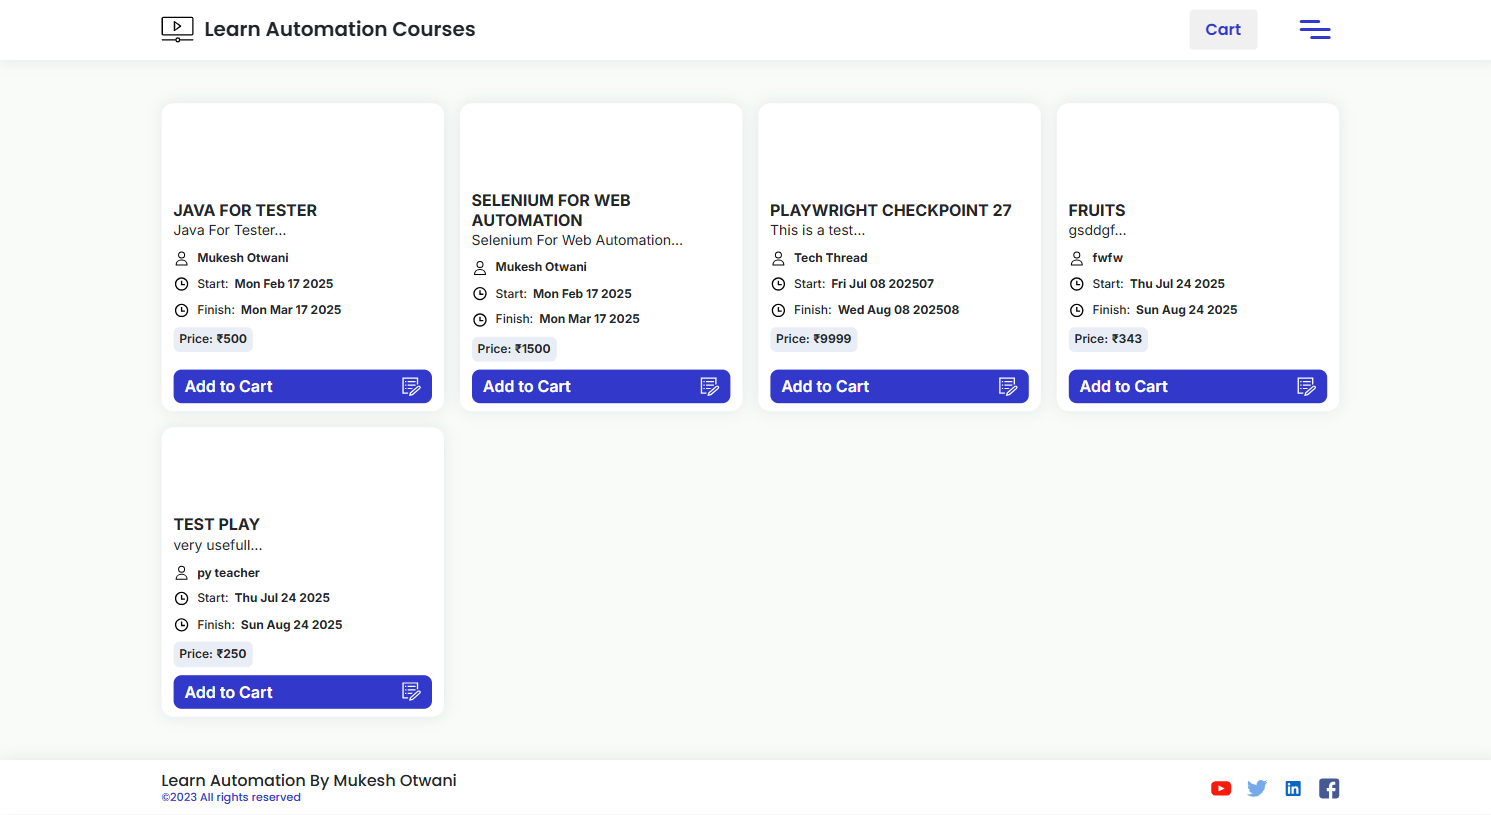 Learn Automation Courses
Cart
JAVA FOR TESTER
Java For Tester...
Mukesh Otwani
Start: Mon Feb 17 2025
Finish: Mon Mar 17 2025
Price: ₹500
Add to Cart
SELENIUM FOR WEB
AUTOMATION
Selenium For Web Automation...
Mukesh Otwani
Start: Mon Feb 17 2025
Finish: Mon Mar 17 2025
Price: ₹1500
Add to Cart
PLAYWRIGHT CHECKPOINT 27
This is a test...
Tech Thread
Start: Fri Jul 08 202507
Finish: Wed Aug 08 202508
Price: ₹9999
Add to Cart
FRUITS
gsddgf...
fwfw
Start: Thu Jul 24 2025
Finish: Sun Aug 24 2025
Price: ₹343
Add to Cart
TEST PLAY
very usefull...
py teacher
Start: Thu Jul 24 2025
Finish: Sun Aug 24 2025
Price: ₹250
Add to Cart
Learn Automation By Mukesh Otwani
©2023 All rights reserved